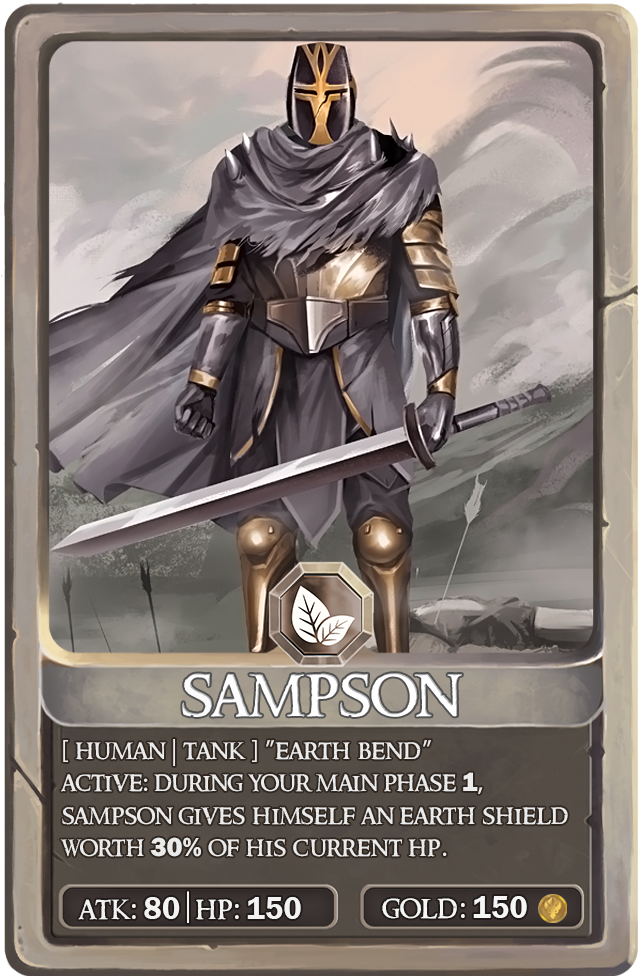 SAMPSON
[ HUMAN | TANK ] "EARTH BEND"
ACTIVE: DURING YOUR MAIN PHASE 1,
SAMPSON GIVES HIMSELF AN EARTH SHIELD
WORTH 30% OF HIS CURRENT HP.
ATK: 80 | HP: 150
GOLD: 150